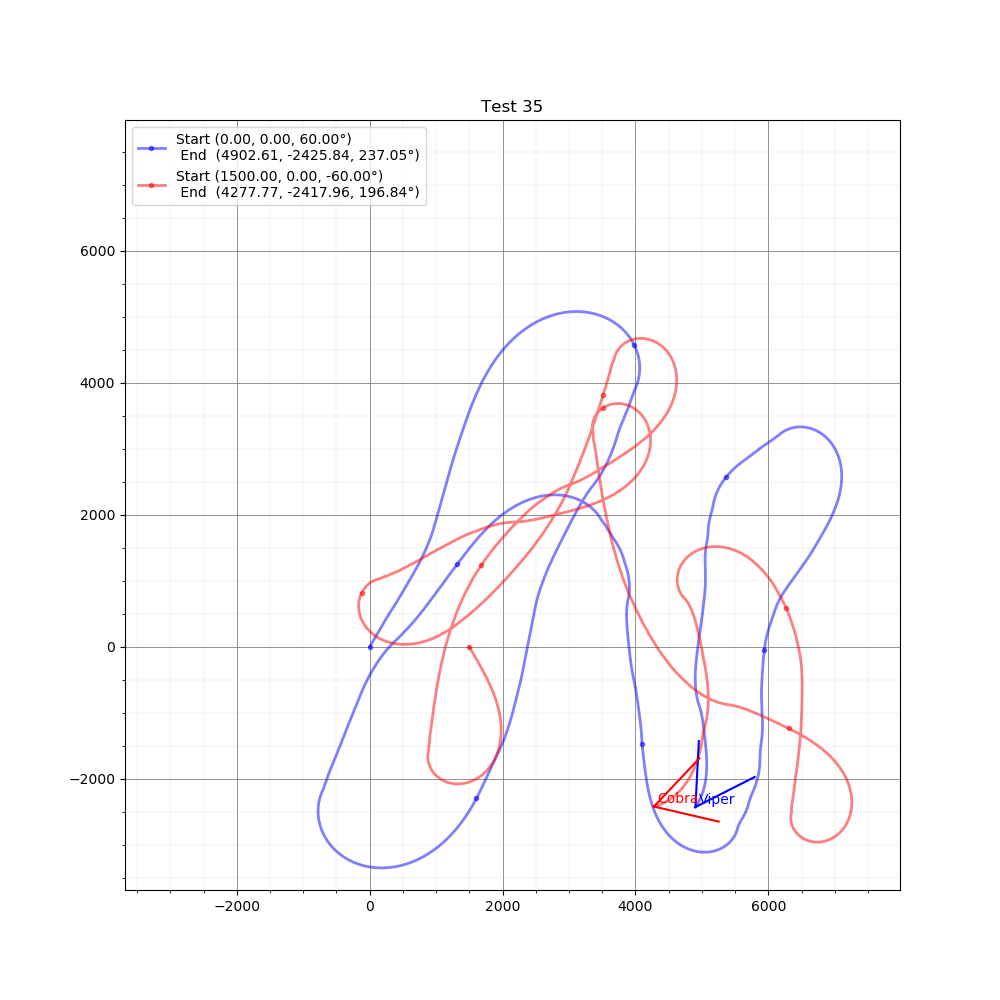 Test 35
Start (0.00, 0.00, 60.00°)
End (4902.61, -2425.84, 237.05°)
Start (1500.00, 0.00, -60.00°)
End (4277.77, -2417.96, 196.84°)
6000
4000
2000
0
−2000
Cobra
Viper
−2000
0
2000
4000
6000